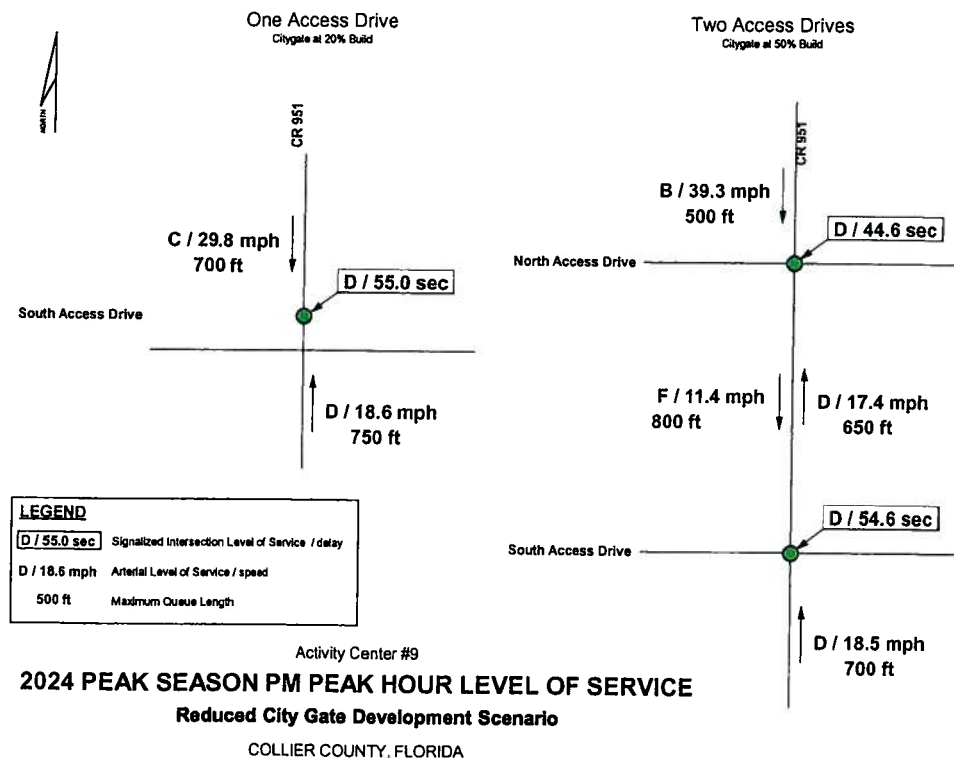 One Access Drive
Citygate at 20% Build
Two Access Drives
Citygate at 50% Build
NORTH
CR 951
C / 29.8 mph
700 ft
D / 55.0 sec
South Access Drive
D / 18.6 mph
750 ft
CR 951
B / 39.3 mph
500 ft
D / 44.6 sec
North Access Drive
F / 11.4 mph
800 ft
D / 17.4 mph
650 ft
D / 54.6 sec
South Access Drive
D / 18.5 mph
700 ft
LEGEND
D / 55.0 sec Signalized Intersection Level of Service / delay
D / 18.6 mph Arterial Level of Service / speed
500 ft Maximum Queue Length
Activity Center #9
2024 PEAK SEASON PM PEAK HOUR LEVEL OF SERVICE
Reduced City Gate Development Scenario
COLLIER COUNTY, FLORIDA